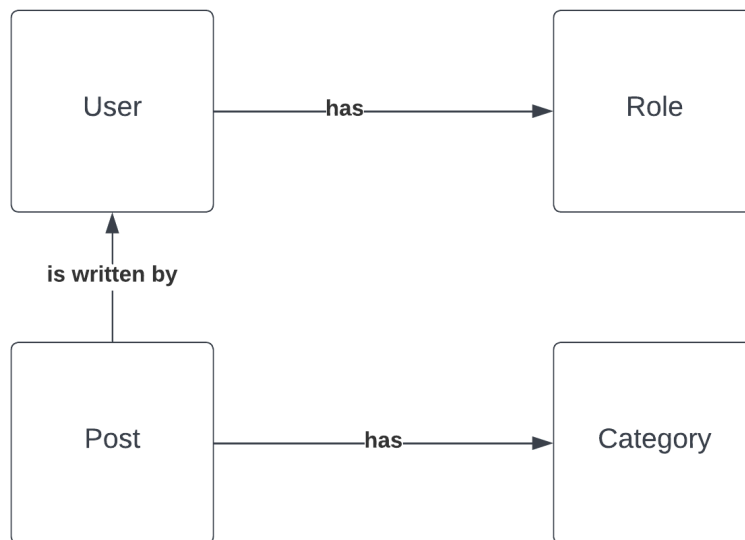 User
has
Role
is written by
Post
has
Category